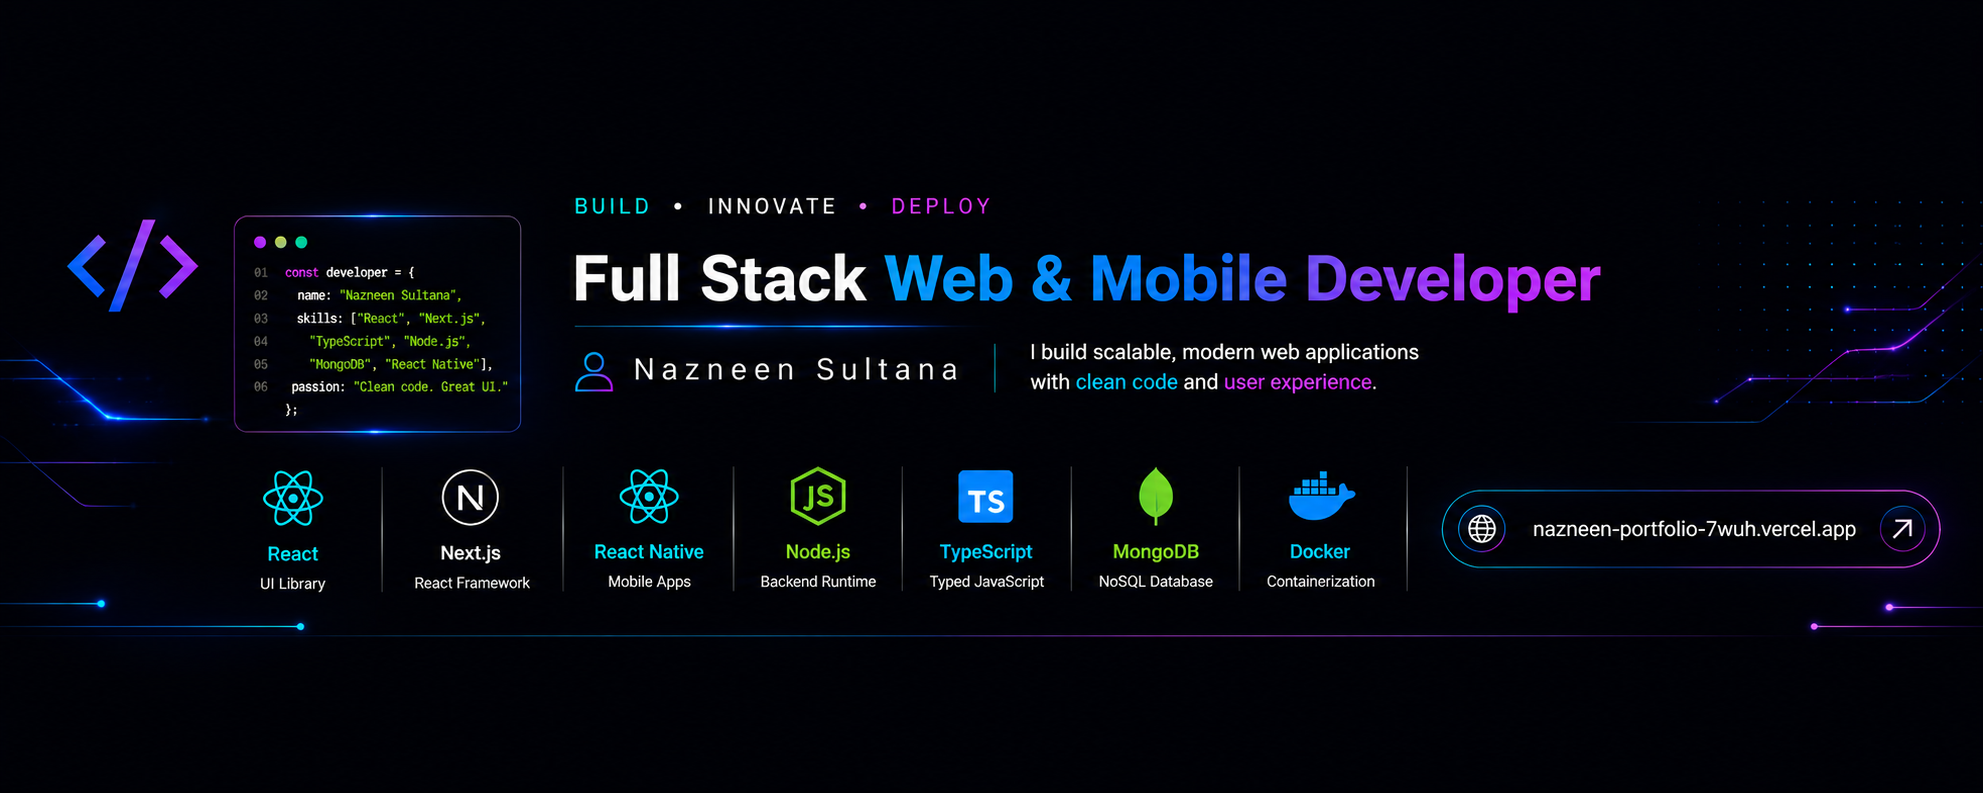 BUILD • INNOVATE • DEPLOY
Full Stack Web & Mobile Developer
Nazneen Sultana
I build scalable, modern web applications
with clean code and user experience.
</>
01 const developer = {
02 name: "Nazneen Sultana",
03 skills: ["React", "Next.js",
04 "TypeScript", "Node.js",
05 "MongoDB", "React Native"],
06 passion: "Clean code. Great UI."
};
React
UI Library
N
Next.js
React Framework
React Native
Mobile Apps
JS
Node.js
Backend Runtime
TS
TypeScript
Typed JavaScript
MongoDB
NoSQL Database
Docker
Containerization
nazneen-portfolio-7wuh.vercel.app